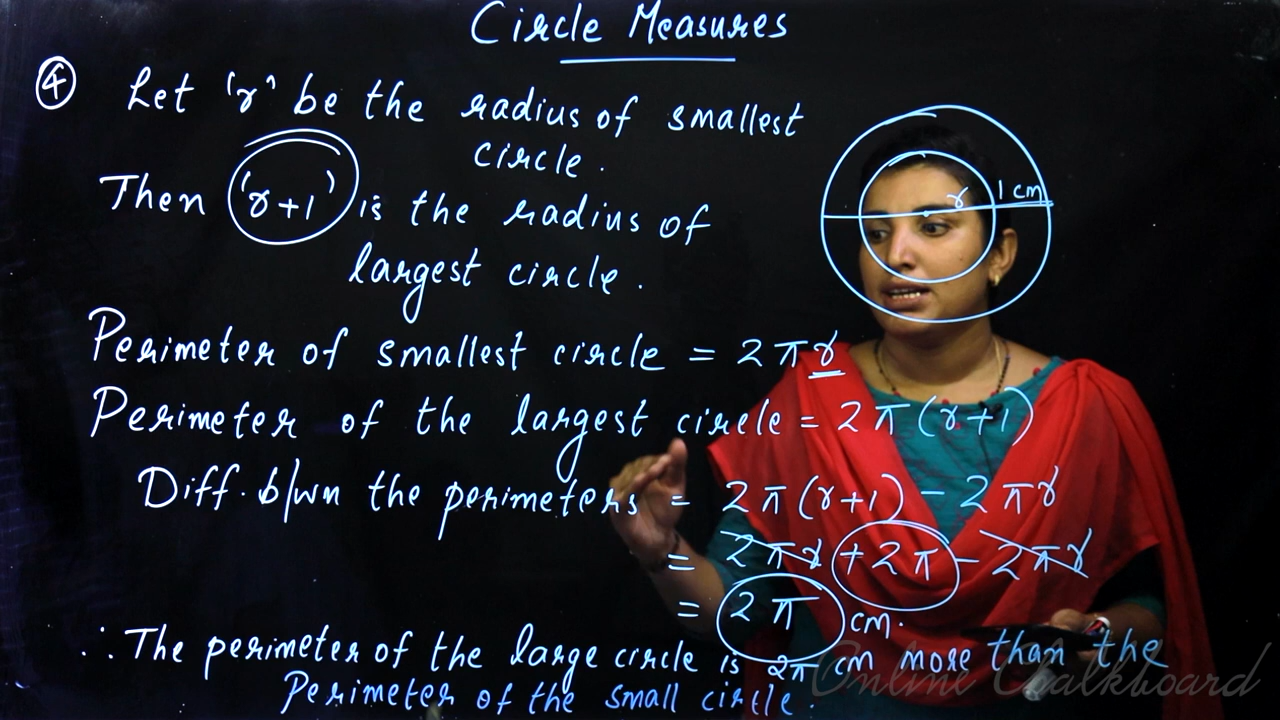 Circle Measures
④ Let 'r' be the radius of smallest
circle.
Then 'r+1' is the radius of
largest circle.
r 1 cm
Perimeter of smallest circle = 2πr
Perimeter of the largest circle = 2π(r+1)
Diff. b/wn the perimeters = 2π(r+1) - 2πr
= 2πr + 2π - 2πr
= 2π cm.
∴ The perimeter of the large circle is 2π cm more than the
Perimeter of the small circle.
Online Chalkboard